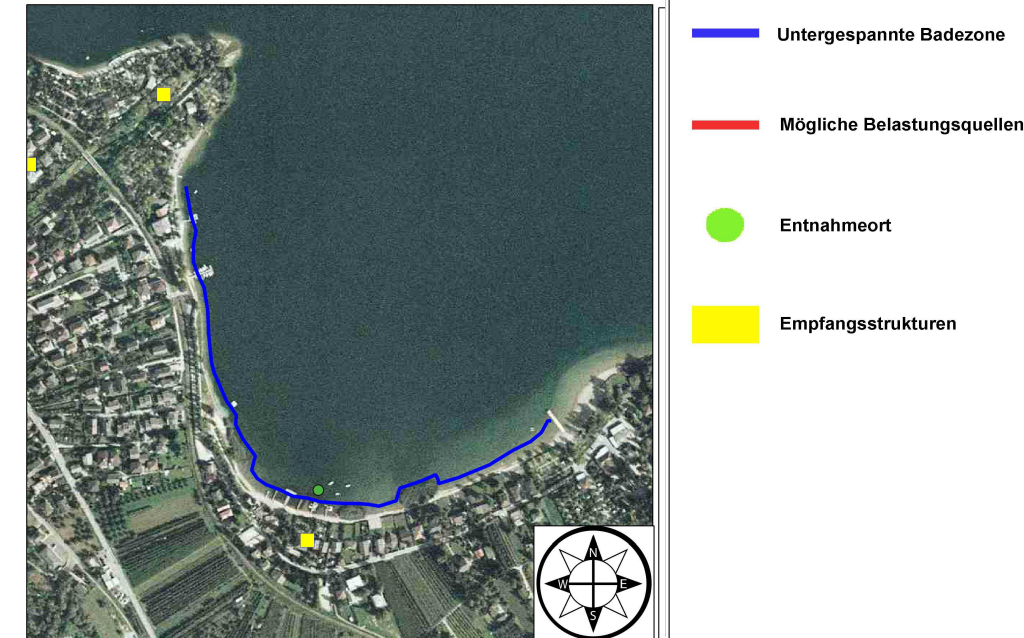 Untergespannte Badezone
Mögliche Belastungsquellen
Entnahmeort
Empfangsstrukturen
N
W E
S